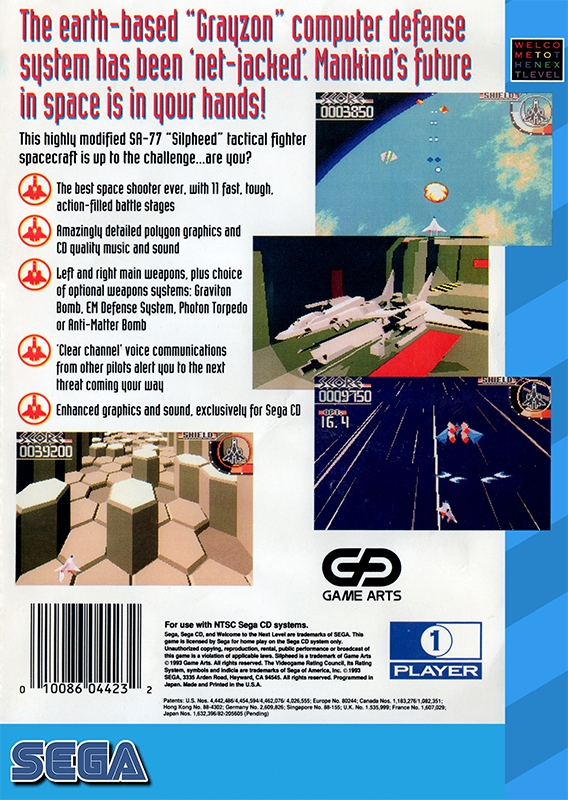 The earth-based "Grayzon" computer defense
system has been 'net-jacked'. Mankind's future
in space is in your hands!
WELCO
METOT
HENEX
TLEVEL
This highly modified SA-77 "Silpheed" tactical fighter
spacecraft is up to the challenge...are you?
The best space shooter ever, with 11 fast, tough,
action-filled battle stages
Amazingly detailed polygon graphics and
CD quality music and sound
Left and right main weapons, plus choice
of optional weapons systems: Graviton
Bomb, EM Defense System, Photon Torpedo
or Anti-Matter Bomb
'Clear channel' voice communications
from other pilots alert you to the next
threat coming your way
Enhanced graphics and sound, exclusively for Sega CD
SCORE
0003850
SHIELD
SCORE
0009750
OPT.
16.4
SHIELD
SCORE
0039200
SHIELD
GAME ARTS
For use with NTSC Sega CD systems.
Sega, Sega CD, and Welcome to the Next Level are trademarks of SEGA. This
game is licensed by Sega for home play on the Sega CD system only.
Unauthorized copying, reproduction, rental, public performance or broadcast of
this game is a violation of applicable laws. Silpheed is a trademark of Game Arts
© 1993 Game Arts. All rights reserved. The Videogame Rating Council, its Rating
System, symbols and indicia are trademarks of Sega of America, Inc. © 1993
SEGA, 3335 Arden Road, Hayward, CA 94545. All rights reserved. Programmed in
Japan. Made and Printed in the U.S.A.
Patents: U.S. Nos. 4,442,486/4,454,594/4,462,076/ 4,026,555; Europe No. 80244; Canada Nos. 1,183,276/1,082,351;
Hong Kong No. 88-4302; Germany No. 2,609,826; Singapore No. 88-155; U.K. No. 1,535,999; France No. 1,607,029;
Japan Nos. 1,632,396/82-205605 (Pending)
1
PLAYER
0 10086 04423 2
SEGA